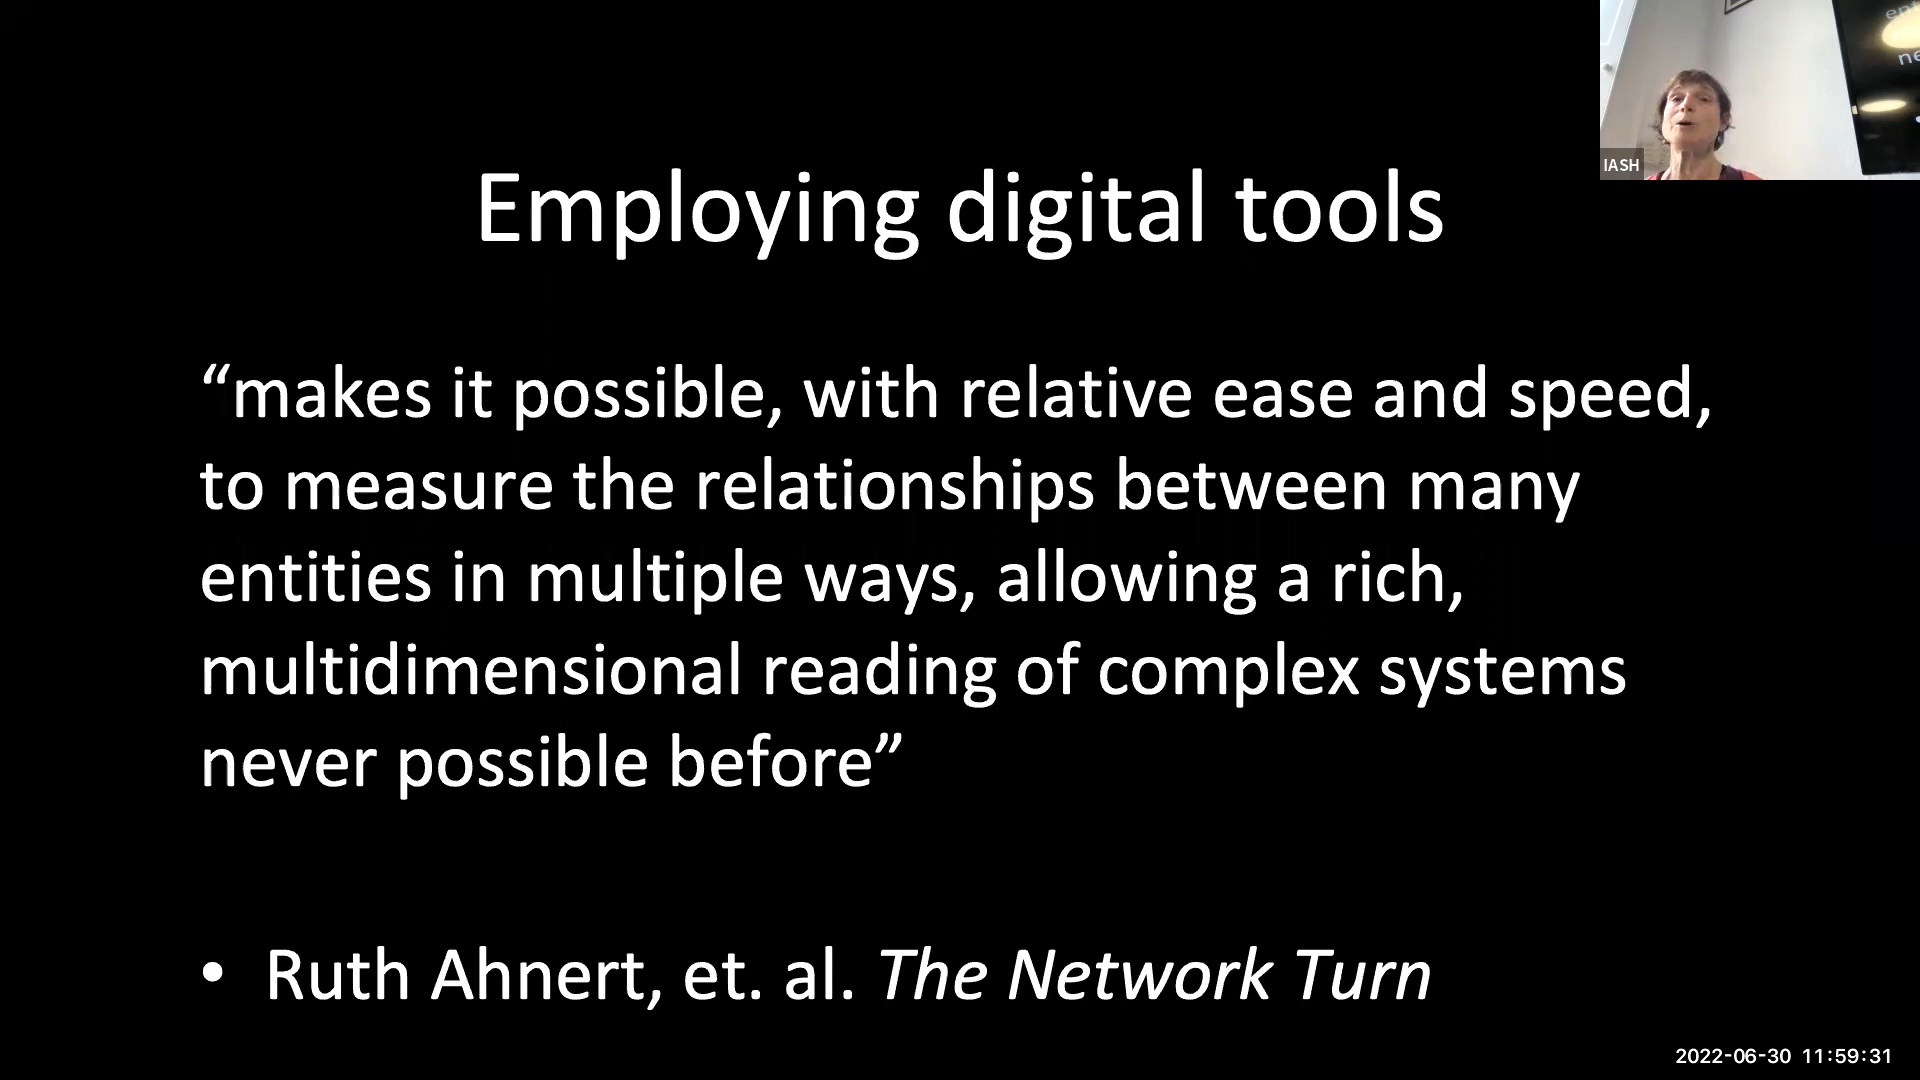 IASH
Employing digital tools
“makes it possible, with relative ease and speed,
to measure the relationships between many
entities in multiple ways, allowing a rich,
multidimensional reading of complex systems
never possible before”
• Ruth Ahnert, et. al. The Network Turn
2022-06-30 11:59:31